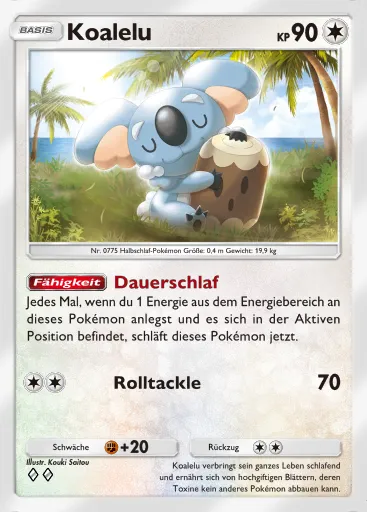 BASIS Koalelu KP 90
Nr. 0775 Halbschlaf-Pokémon Größe: 0,4 m Gewicht: 19,9 kg
Fähigkeit Dauerschlaf
Jedes Mal, wenn du 1 Energie aus dem Energiebereich an
dieses Pokémon anlegst und es sich in der Aktiven
Position befindet, schläft dieses Pokémon jetzt.
Rolltackle 70
Schwäche +20 Rückzug
Illustr. Kouki Saitou
Koalelu verbringt sein ganzes Leben schlafend
und ernährt sich von hochgiftigen Blättern, deren
Toxine kein anderes Pokémon abbauen kann.